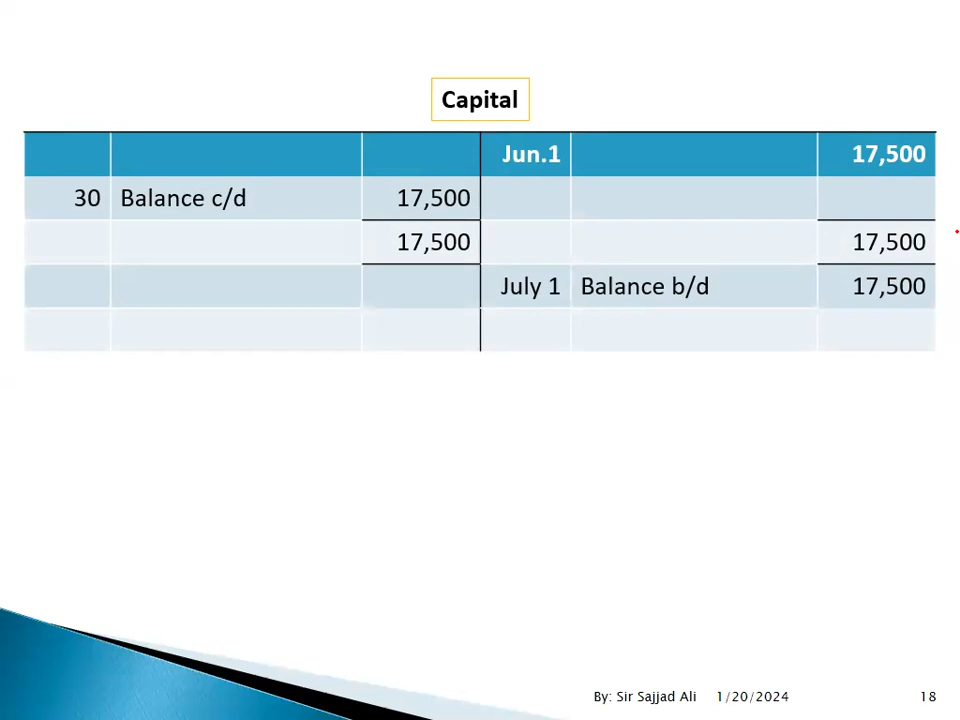 Capital
Jun.1 17,500
30 Balance c/d 17,500
17,500 17,500
July 1 Balance b/d 17,500
By: Sir Sajjad Ali 1/20/2024 18